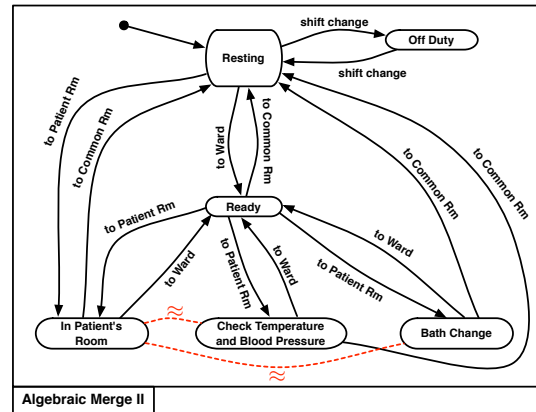 shift change
Off Duty
Resting
shift change
to Patient Rm
to Common Rm
to Ward
to Common Rm
to Common Rm
to Common Rm
Ready
to Patient Rm
to Ward
to Patient Rm
to Ward
to Patient Rm
to Ward
In Patient's
Room
≈
Check Temperature
and Blood Pressure
Bath Change
≈
Algebraic Merge II